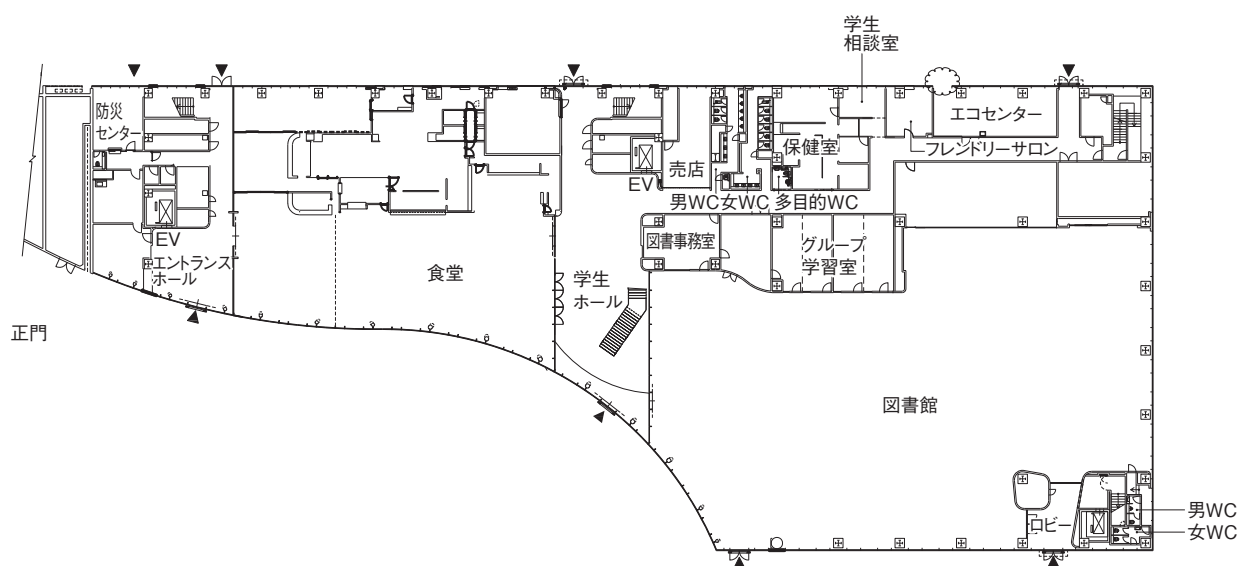 学生
相談室
防災
センター
エコセンター
保健室
売店
フレンドリーサロン
EV
男WC
女WC
多目的WC
EV
エントランス
ホール
図書事務室
グループ
学習室
食堂
学生
ホール
正門
図書館
ロビー
男WC
女WC